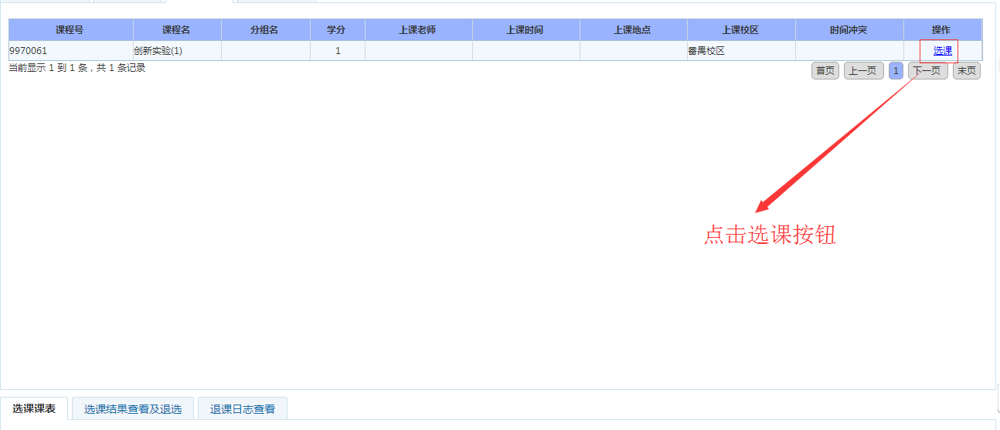 课程号 课程名 分组名 学分 上课老师 上课时间 上课地点 上课校区 时间冲突 操作
9970061 创新实验(1) 1 番禺校区 选课
当前显示 1 到 1 条，共 1 条记录 首页 上一页 1 下一页 末页
点击选课按钮
选课课表 选课结果查看及退选 退课日志查看